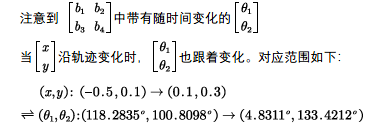 注意到 [b₁ b₂ b₃ b₄] 中带有随时间变化的 [θ₁ θ₂]
当 [x y] 沿轨迹变化时, [θ₁ θ₂] 也跟着变化。对应范围如下:
(x,y): (−0.5,0.1) → (0.1,0.3)
⇌ (θ₁,θ₂):(118.2835°,100.8098°) → (4.8311°,133.4212°)